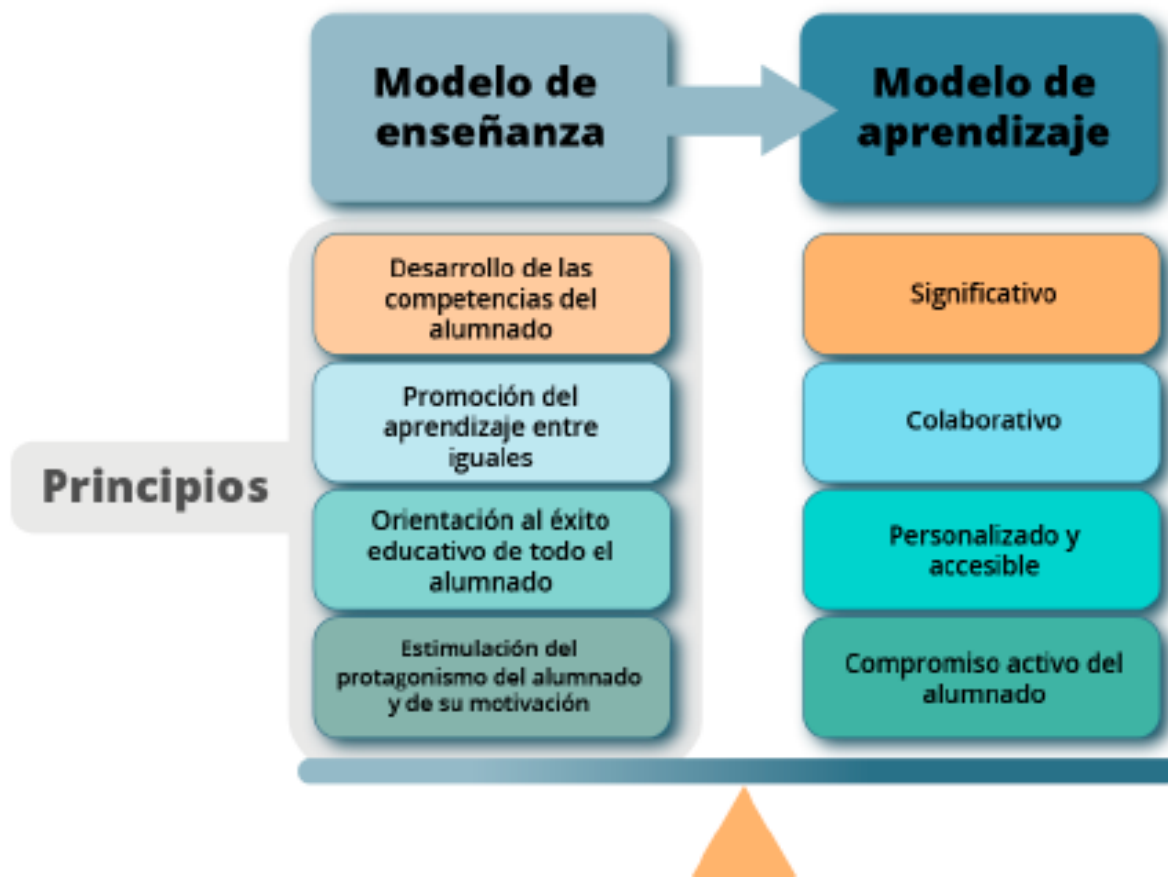 Modelo de
enseñanza
Modelo de
aprendizaje
Principios
Desarrollo de las
competencias del
alumnado
Promoción del
aprendizaje entre
iguales
Orientación al éxito
educativo de todo el
alumnado
Estimulación del
protagonismo del alumnado
y de su motivación
Significativo
Colaborativo
Personalizado y
accesible
Compromiso activo del
alumnado